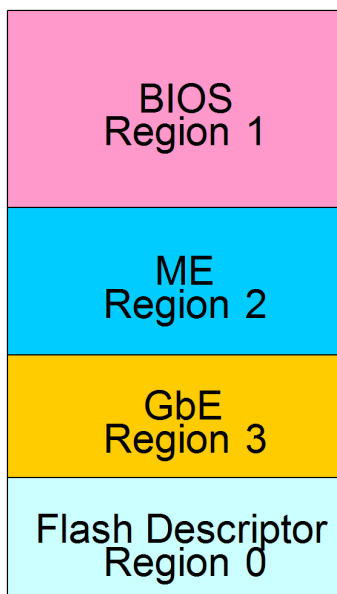 BIOS
Region 1
ME
Region 2
GbE
Region 3
Flash Descriptor
Region 0